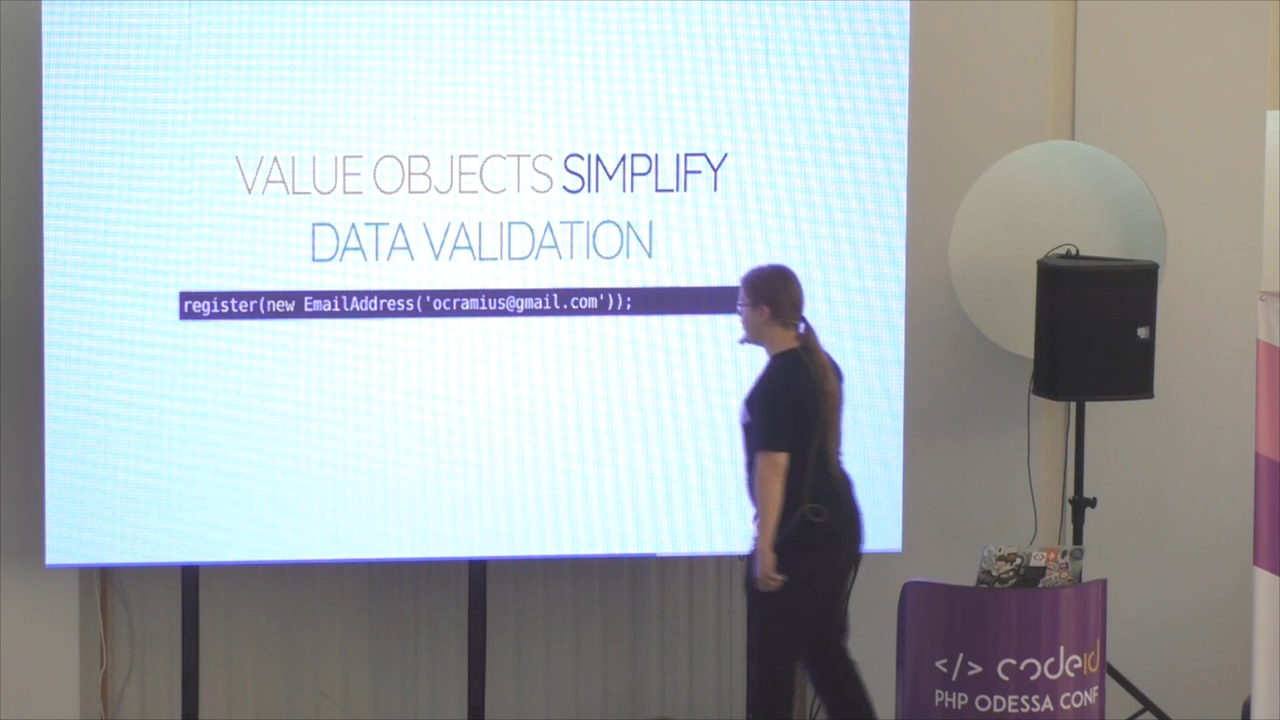 VALUE OBJECTS SIMPLIFY
DATA VALIDATION
register(new EmailAddress('ocramius@gmail.com'));
</> codeid
PHP ODESSA CONF